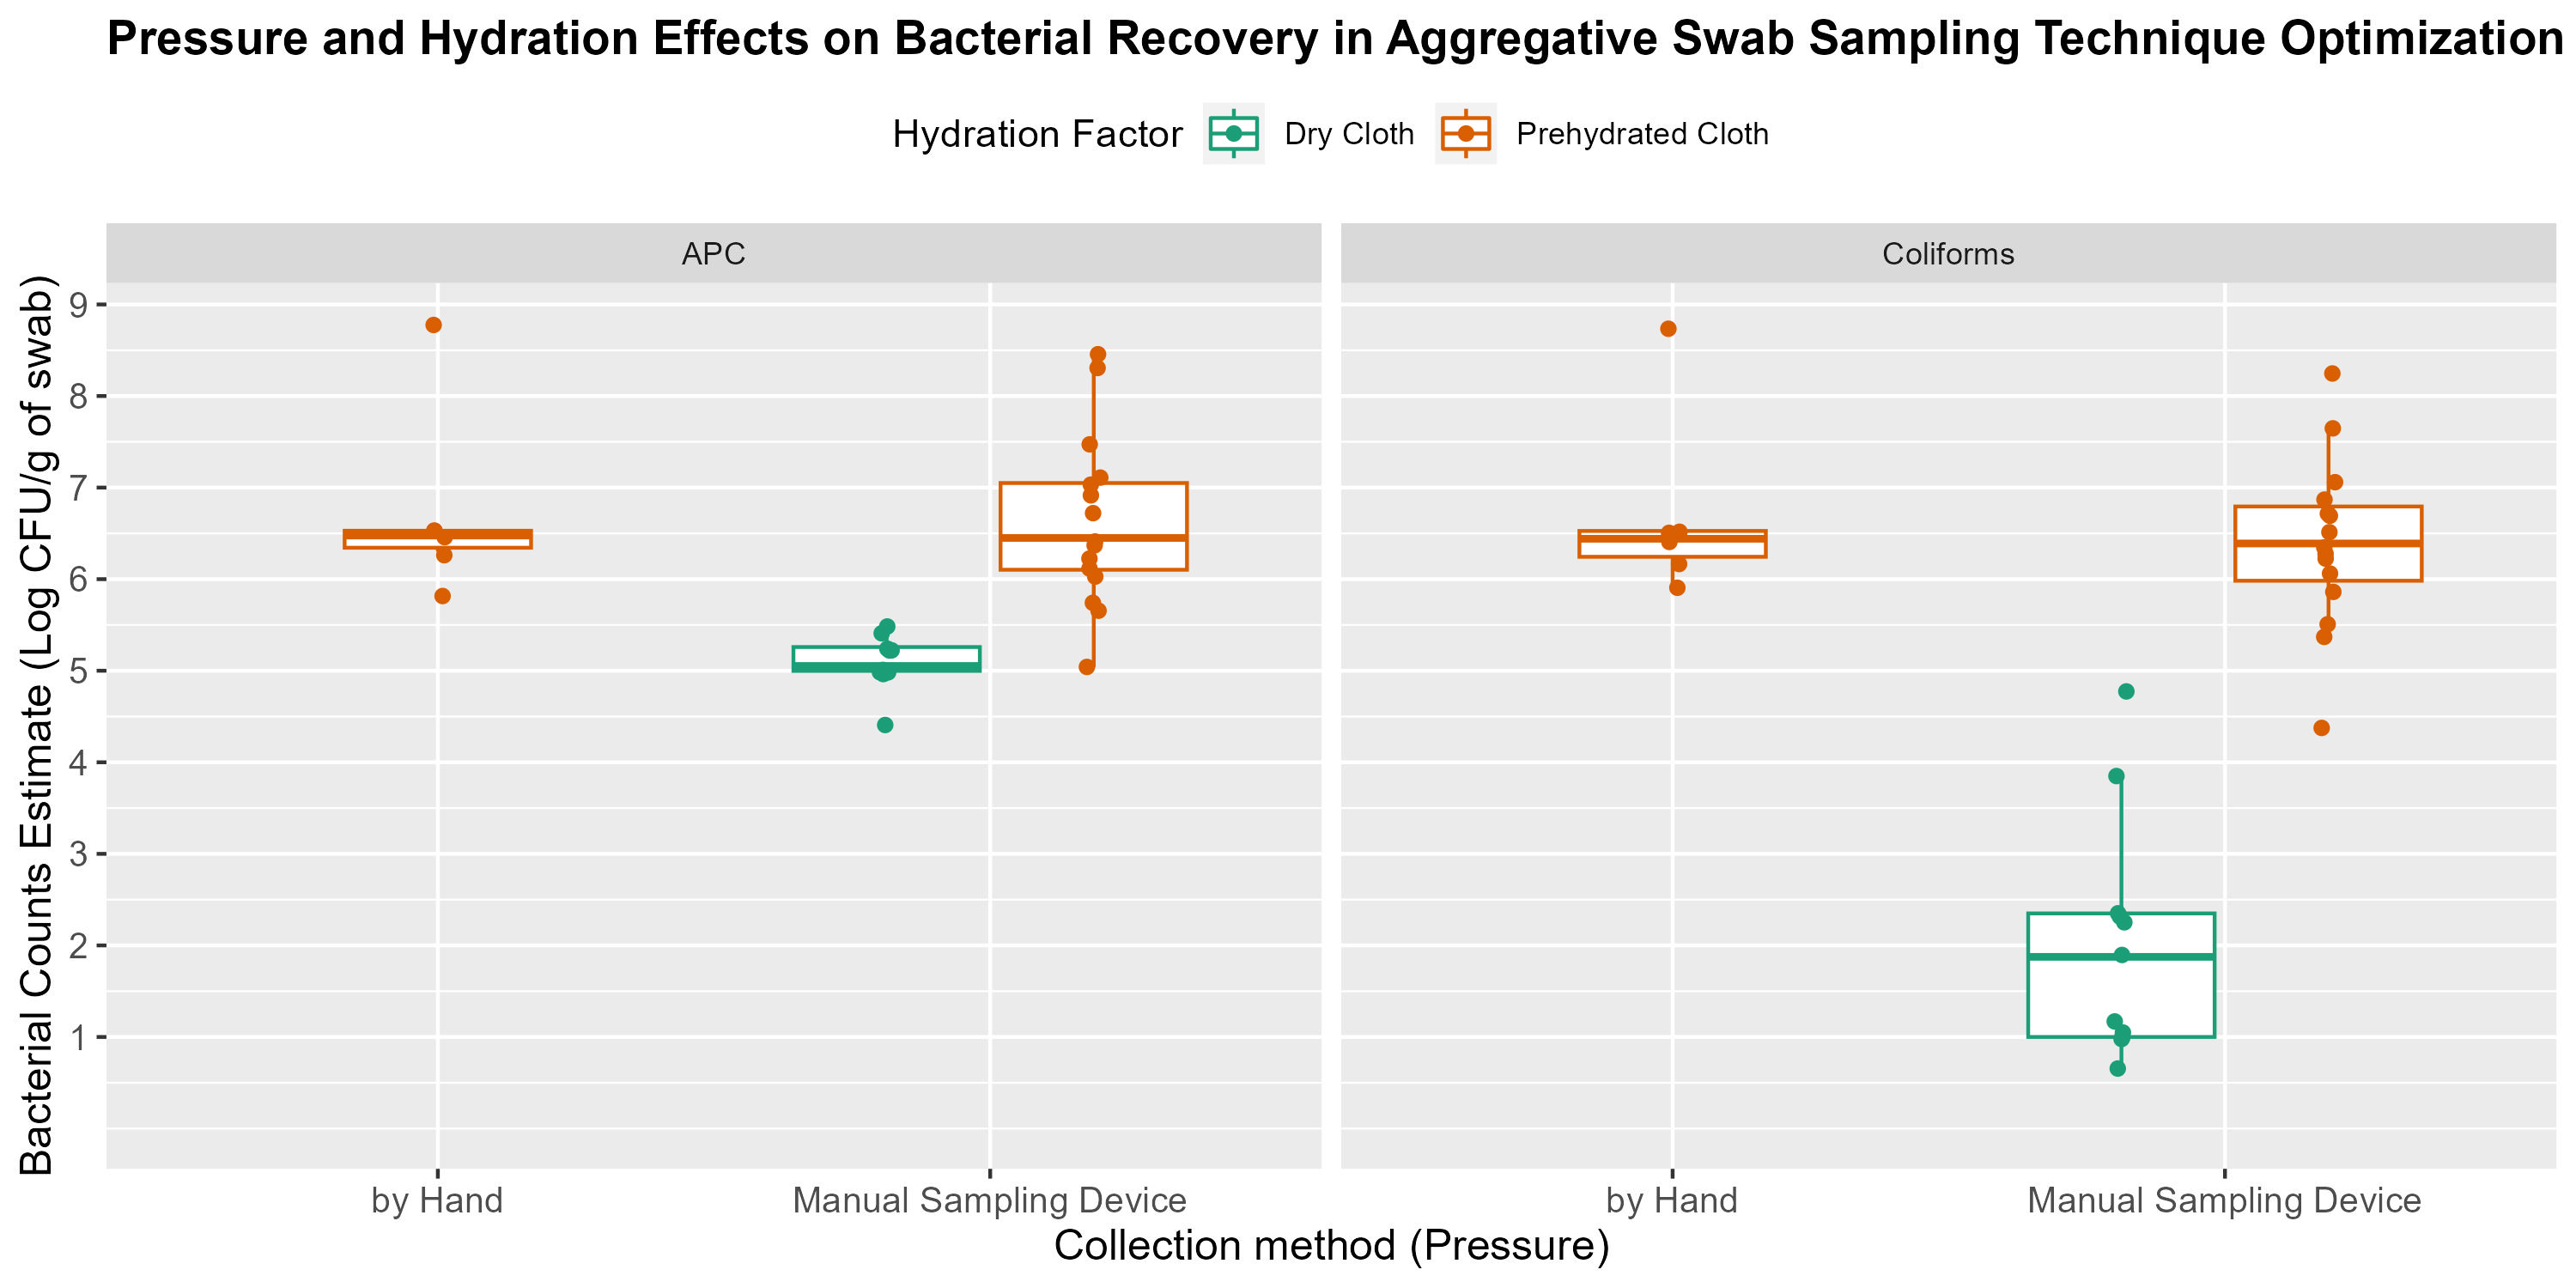 Pressure and Hydration Effects on Bacterial Recovery in Aggregative Swab Sampling Technique Optimization
Hydration Factor Dry Cloth Prehydrated Cloth
APC Coliforms
Bacterial Counts Estimate (Log CFU/g of swab)
9
8
7
6
5
4
3
2
1
by Hand Manual Sampling Device by Hand Manual Sampling Device
Collection method (Pressure)